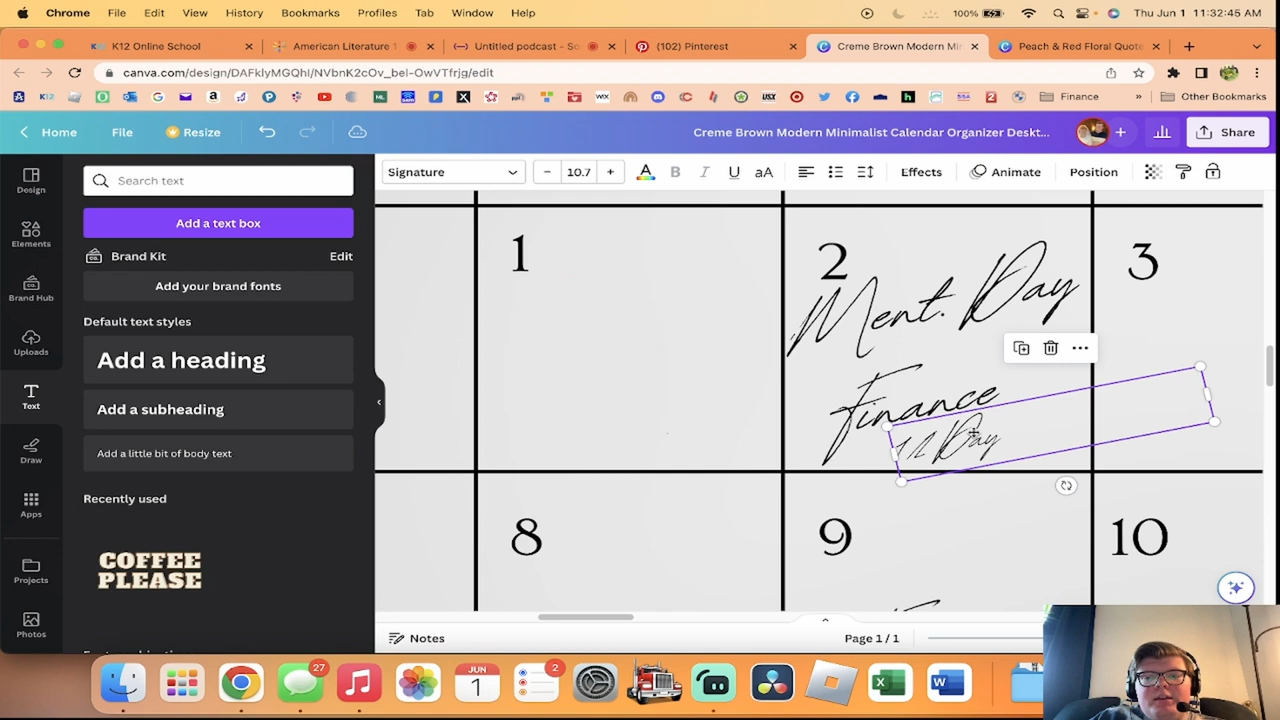 Chrome File Edit View History Bookmarks Profiles Tab Window Help
100% Thu Jun 1 11:32:45 AM
K12 Online School
American Literature 1
Untitled podcast - So
(102) Pinterest
Creme Brown Modern Min
Peach & Red Floral Quote
canva.com/design/DAFklyMGQhI/NVbnK2cOv_bel-OwVTfrjg/edit
Finance
»
Other Bookmarks
Home
File
Resize
Creme Brown Modern Minimalist Calendar Organizer Deskt...
Share
Design
Elements
Brand Hub
Uploads
Text
Draw
Apps
Projects
Photos
Search text
Add a text box
Brand Kit
Edit
Add your brand fonts
Default text styles
Add a heading
Add a subheading
Add a little bit of body text
Recently used
COFFEE
PLEASE
Signature
10.7
B I U aA
Effects
Animate
Position
1
2
3
Ment. Day
Finance
1/2 Day
8
9
10
Notes
Page 1 / 1
27
JUN
1
2